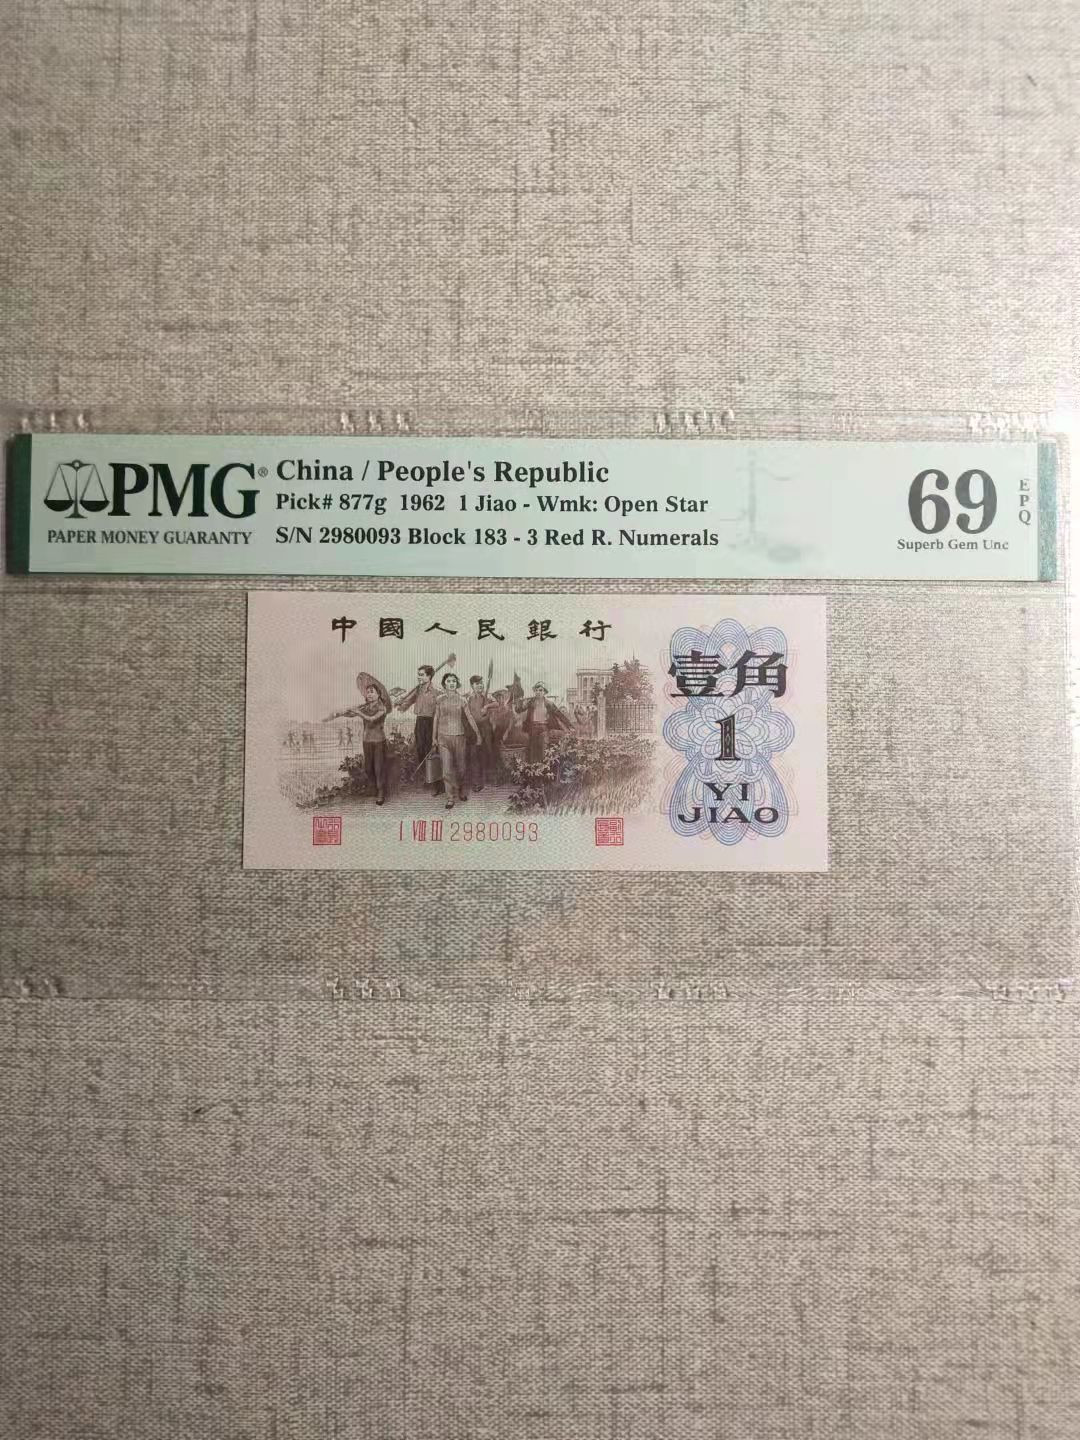 PMG®
PAPER MONEY GUARANTY
China / People's Republic
Pick# 877g 1962 1 Jiao - Wmk: Open Star
S/N 2980093 Block 183 - 3 Red R. Numerals
69
EPQ
Superb Gem Unc
中國人民銀行
壹角
1
YI
JIAO
I VIII III 2980093